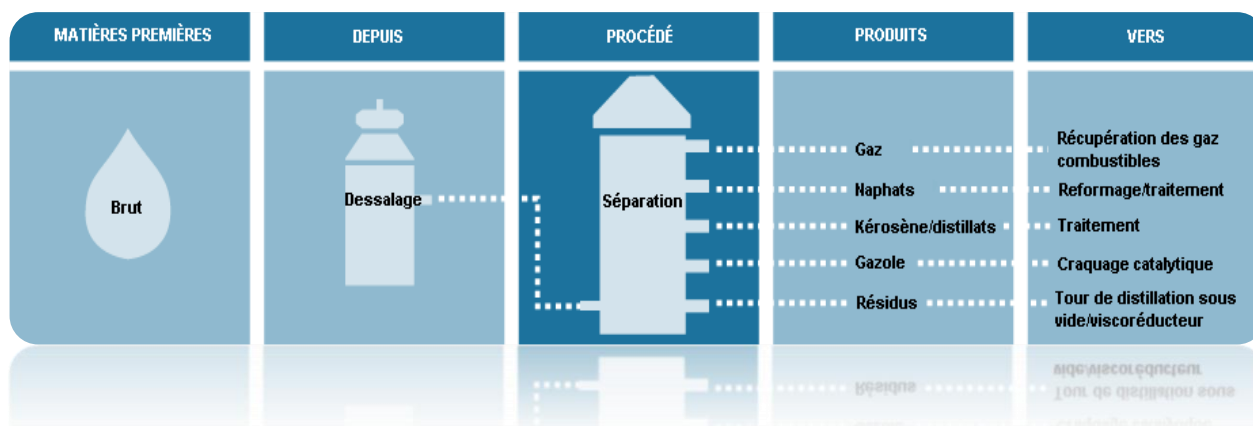 MATIÈRES PREMIÈRES
DEPUIS
PROCÉDÉ
PRODUITS
VERS
Brut
Dessalage
Séparation
Gaz
Récupération des gaz
combustibles
Naphats
Reformage/traitement
Kérosène/distillats
Traitement
Gazole
Craquage catalytique
Résidus
Tour de distillation sous
vide/viscoréducteur